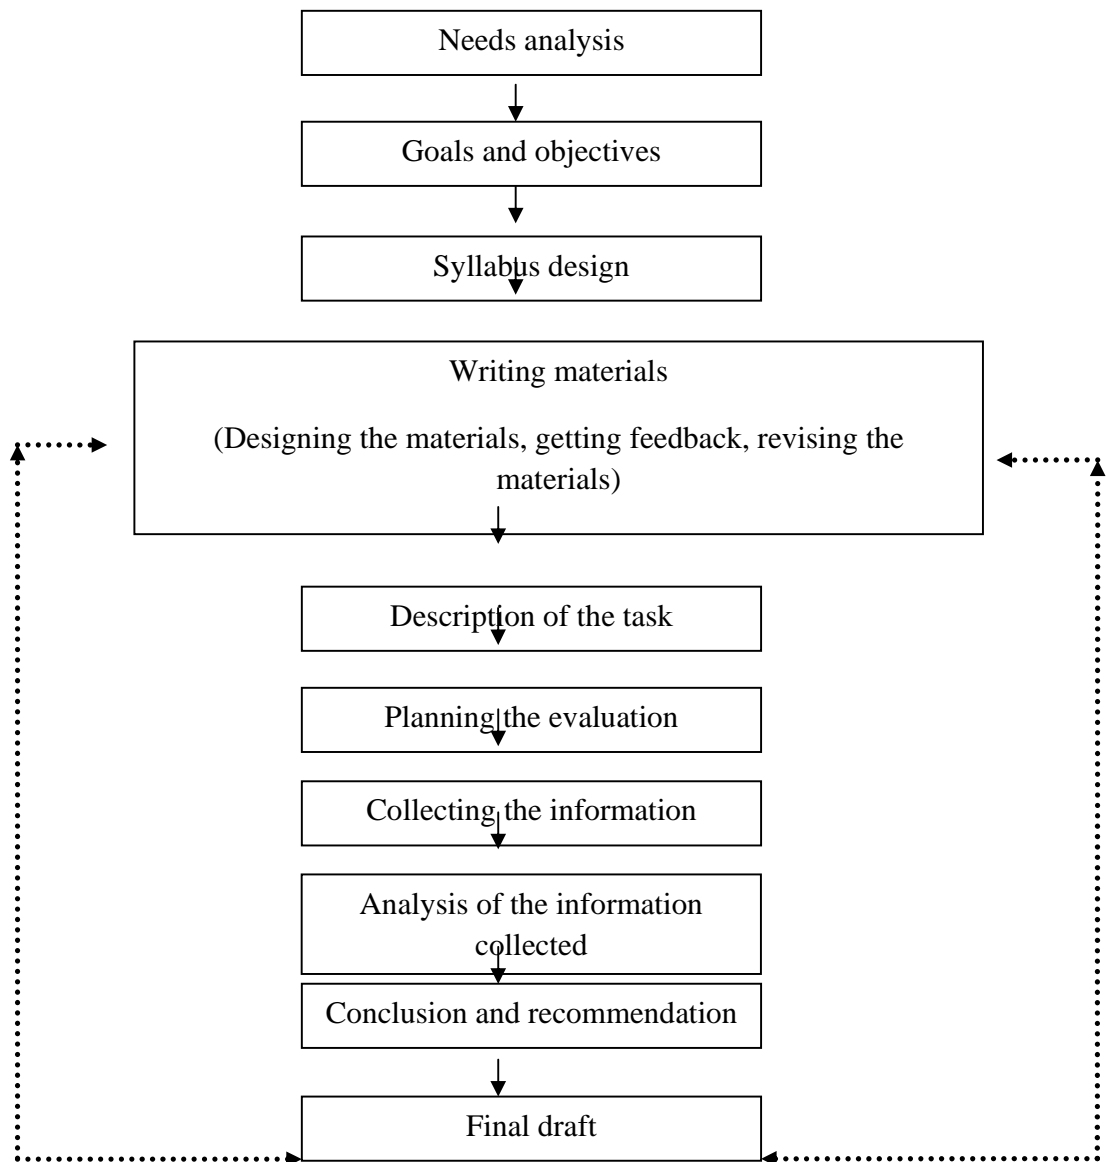 Needs analysis
Goals and objectives
Syllabus design
Writing materials
(Designing the materials, getting feedback, revising the
materials)
Description of the task
Planning the evaluation
Collecting the information
Analysis of the information
collected
Conclusion and recommendation
Final draft